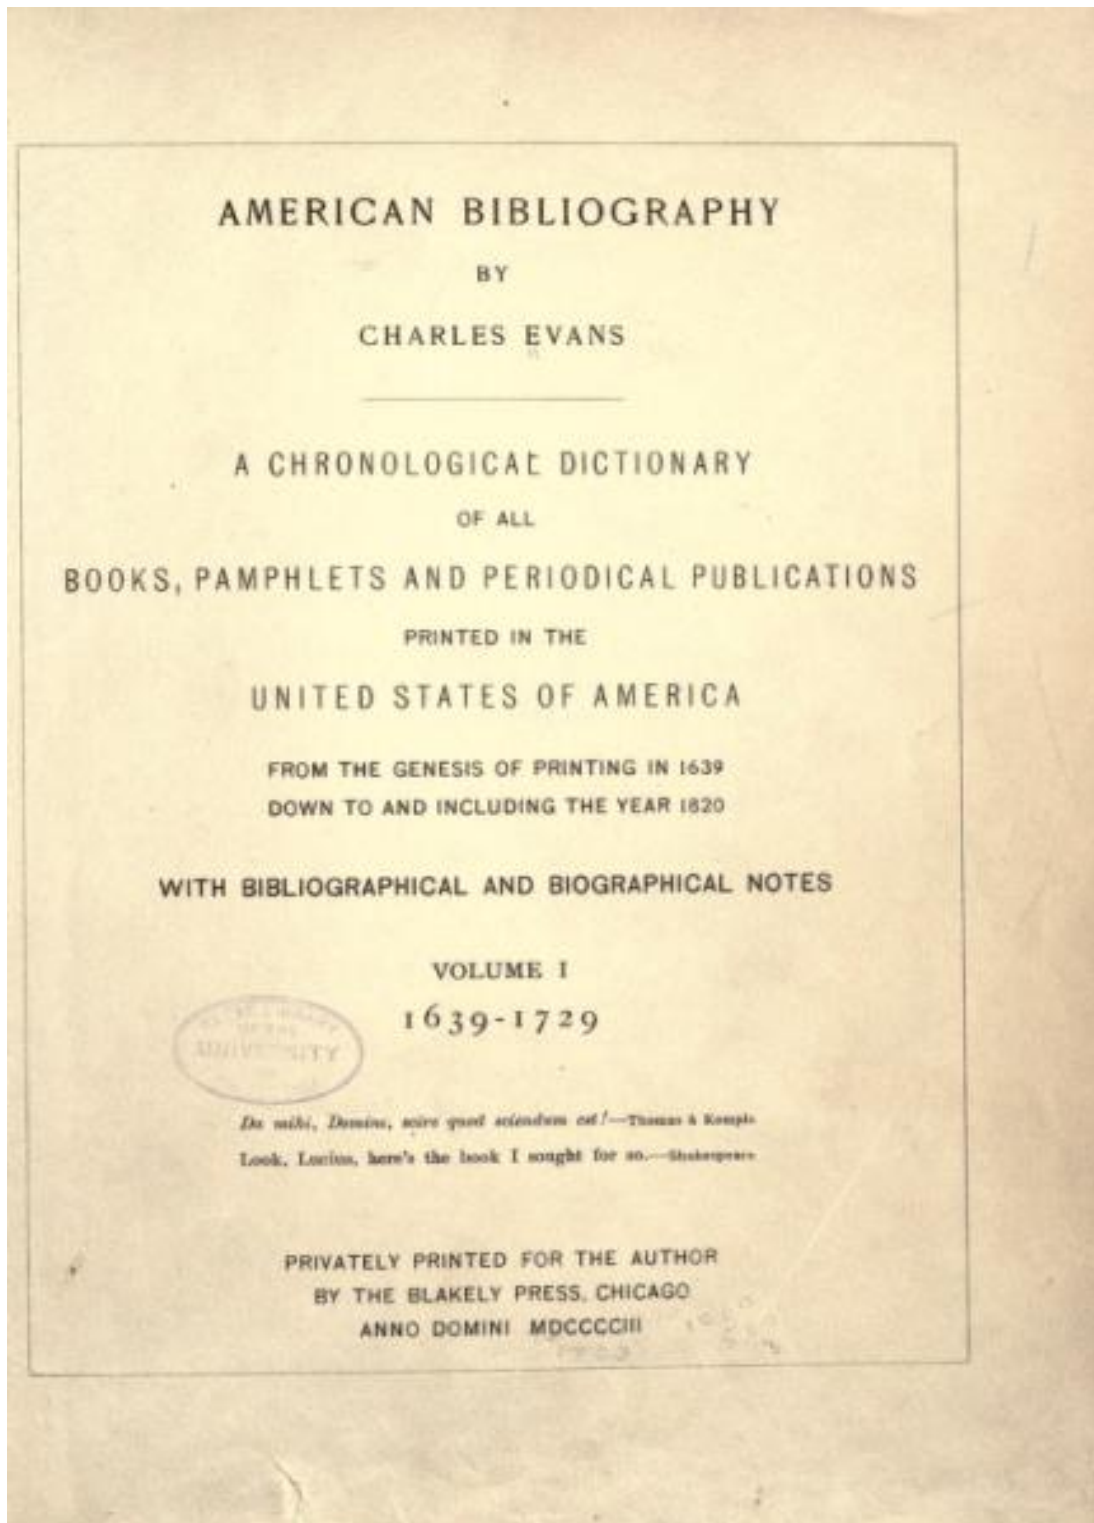 AMERICAN BIBLIOGRAPHY
BY
CHARLES EVANS
A CHRONOLOGICAL DICTIONARY
OF ALL
BOOKS, PAMPHLETS AND PERIODICAL PUBLICATIONS
PRINTED IN THE
UNITED STATES OF AMERICA
FROM THE GENESIS OF PRINTING IN 1639
DOWN TO AND INCLUDING THE YEAR 1820
WITH BIBLIOGRAPHICAL AND BIOGRAPHICAL NOTES
VOLUME I
1639-1729
UNIVERSITY
Da mihi, Domine, scire quod sciendum est!—Thomas à Kempis
Look, Lucius, here's the book I sought for so.—Shakespeare
PRIVATELY PRINTED FOR THE AUTHOR
BY THE BLAKELY PRESS, CHICAGO
ANNO DOMINI MDCCCCIII